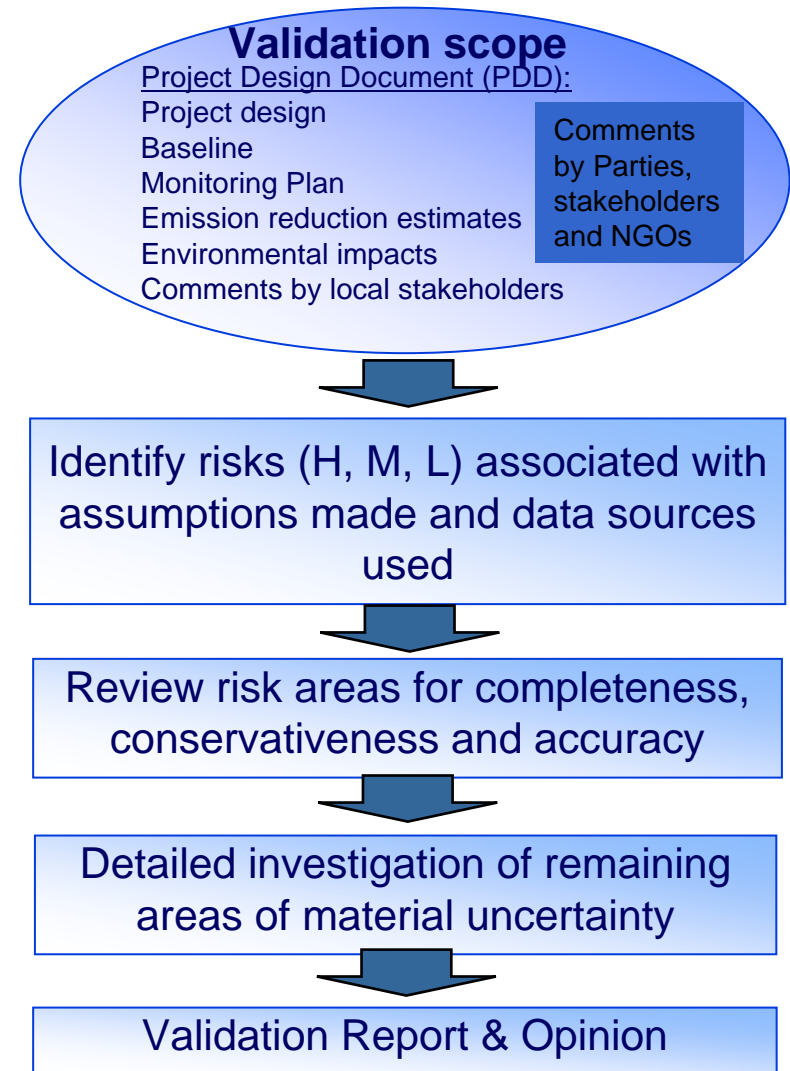 Validation scope
Project Design Document (PDD):
Project design
Baseline
Monitoring Plan
Emission reduction estimates
Environmental impacts
Comments by local stakeholders
Comments
by Parties,
stakeholders
and NGOs
Identify risks (H, M, L) associated with
assumptions made and data sources
used
Review risk areas for completeness,
conservativeness and accuracy
Detailed investigation of remaining
areas of material uncertainty
Validation Report & Opinion